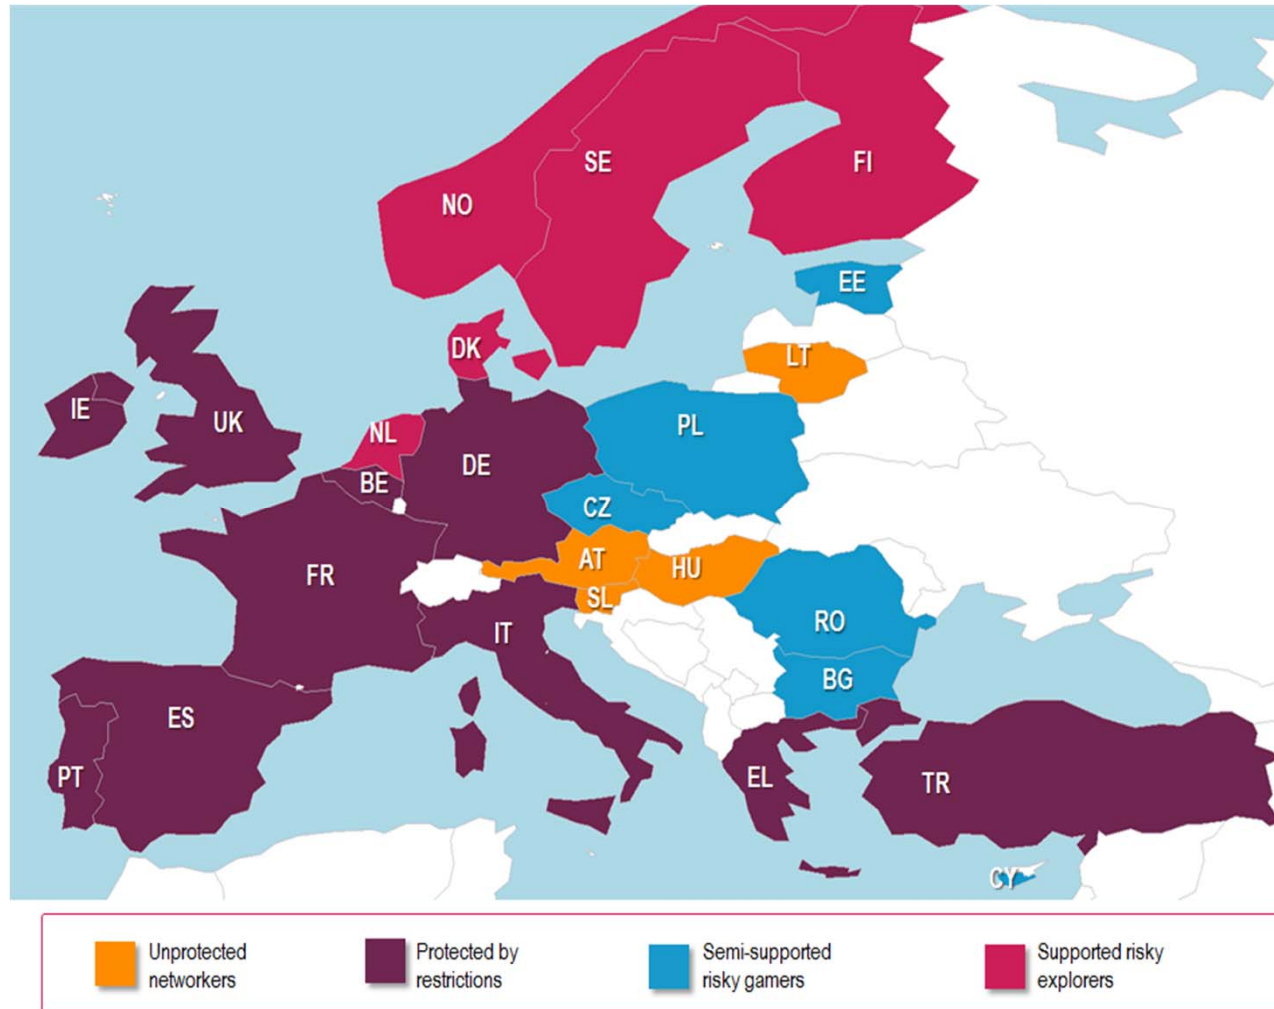 SE
FI
NO
EE
DK
LT
IE
UK
NL
PL
BE
DE
CZ
FR
AT
HU
SL
IT
RO
BG
ES
PT
EL
TR
CY
Unprotected
networkers
Protected by
restrictions
Semi-supported
risky gamers
Supported risky
explorers